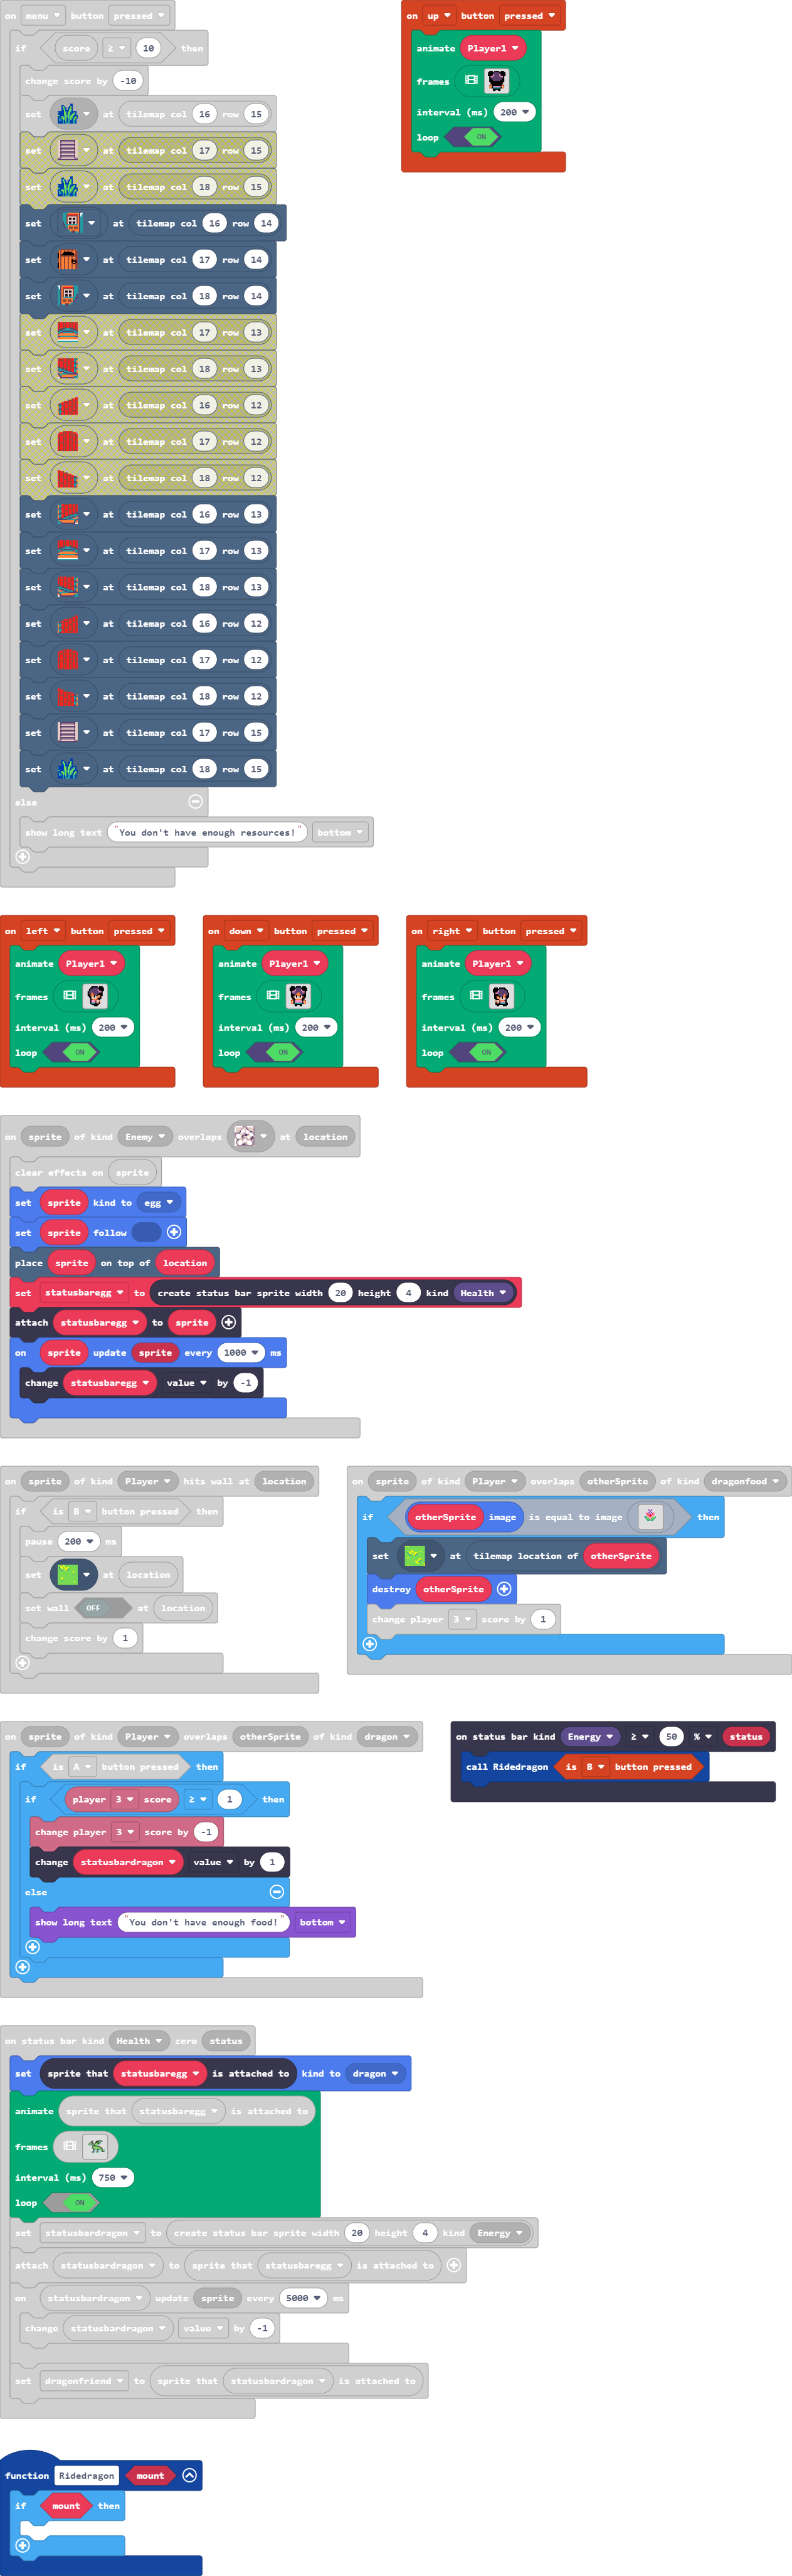 on menu button pressed
if score ≥ 10 then
change score by -10
set at tilemap col 16 row 15
set at tilemap col 17 row 15
set at tilemap col 18 row 15
set at tilemap col 16 row 14
set at tilemap col 17 row 14
set at tilemap col 18 row 14
set at tilemap col 17 row 13
set at tilemap col 18 row 13
set at tilemap col 16 row 12
set at tilemap col 17 row 12
set at tilemap col 18 row 12
set at tilemap col 16 row 13
set at tilemap col 17 row 13
set at tilemap col 18 row 13
set at tilemap col 16 row 12
set at tilemap col 17 row 12
set at tilemap col 18 row 12
set at tilemap col 17 row 15
set at tilemap col 18 row 15
else
show long text "You don't have enough resources!" bottom
on up button pressed
animate Player1
frames
interval (ms) 200
loop ON
on left button pressed
animate Player1
frames
interval (ms) 200
loop ON
on down button pressed
animate Player1
frames
interval (ms) 200
loop ON
on right button pressed
animate Player1
frames
interval (ms) 200
loop ON
on sprite of kind Enemy overlaps at location
clear effects on sprite
set sprite kind to egg
set sprite follow
place sprite on top of location
set statusbaregg to create status bar sprite width 20 height 4 kind Health
attach statusbaregg to sprite
on sprite update sprite every 1000 ms
change statusbaregg value by -1
on sprite of kind Player hits wall at location
if is B button pressed then
pause 200 ms
set at location
set wall OFF at location
change score by 1
on sprite of kind Player overlaps otherSprite of kind dragonfood
if otherSprite image is equal to image then
set at tilemap location of otherSprite
destroy otherSprite
change player 3 score by 1
on sprite of kind Player overlaps otherSprite of kind dragon
if is A button pressed then
if player 3 score ≥ 1 then
change player 3 score by -1
change statusbardragon value by 1
else
show long text "You don't have enough food!" bottom
on status bar kind Energy ≥ 50 % status
call Ridedragon is B button pressed
on status bar kind Health zero status
set sprite that statusbaregg is attached to kind to dragon
animate sprite that statusbaregg is attached to
frames
interval (ms) 750
loop ON
set statusbardragon to create status bar sprite width 20 height 4 kind Energy
attach statusbardragon to sprite that statusbaregg is attached to
on statusbardragon update sprite every 5000 ms
change statusbardragon value by -1
set dragonfriend to sprite that statusbardragon is attached to
function Ridedragon mount
if mount then